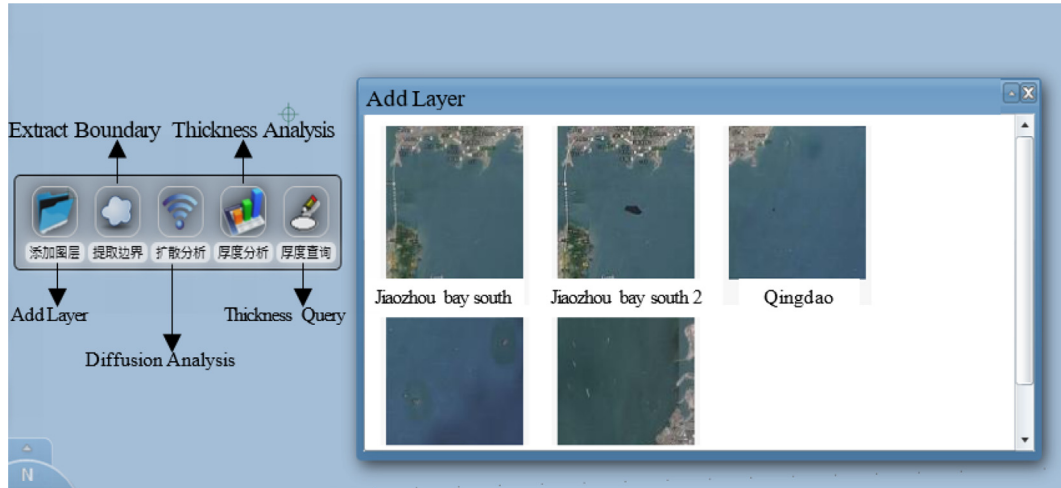 Add Layer
Extract Boundary Thickness Analysis
添加图层 提取边界 扩散分析 厚度分析 厚度查询
Add Layer
Thickness Query
Diffusion Analysis
Jiaozhou bay south
Jiaozhou bay south 2
Qingdao
N